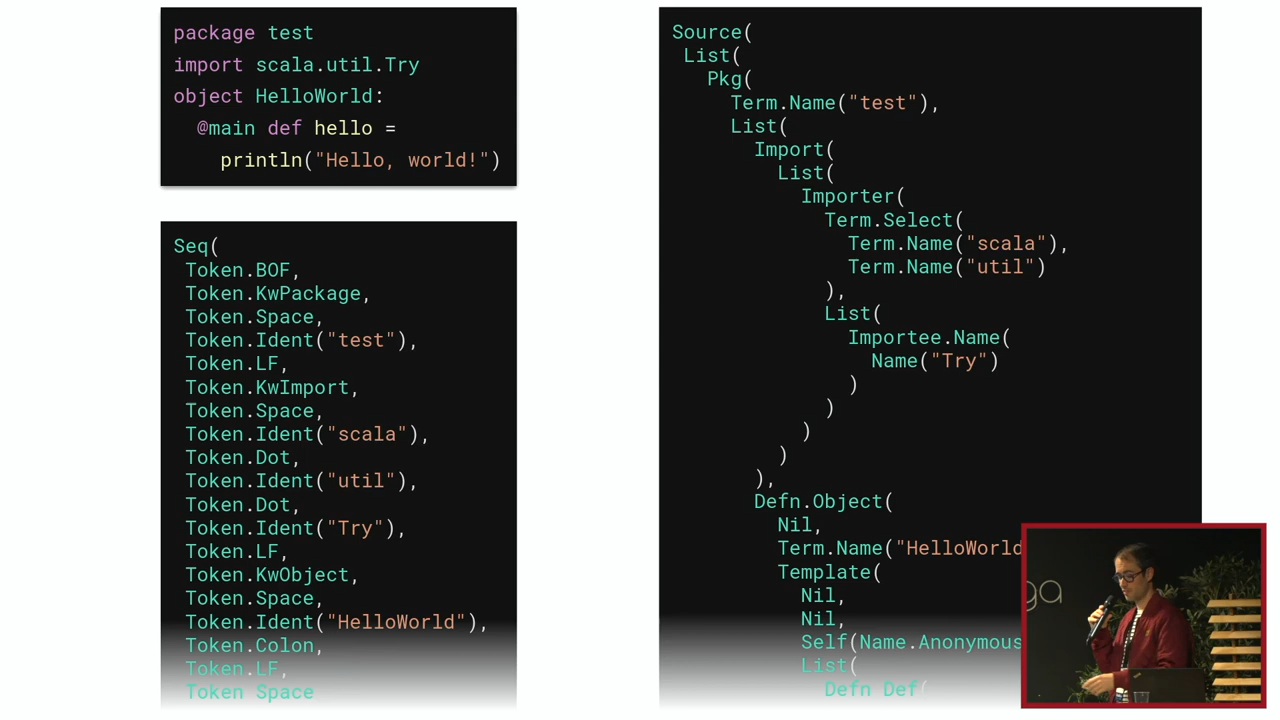 package test
import scala.util.Try
object HelloWorld:
  @main def hello =
    println("Hello, world!")
Seq(
 Token.BOF,
 Token.KwPackage,
 Token.Space,
 Token.Ident("test"),
 Token.LF,
 Token.KwImport,
 Token.Space,
 Token.Ident("scala"),
 Token.Dot,
 Token.Ident("util"),
 Token.Dot,
 Token.Ident("Try"),
 Token.LF,
 Token.KwObject,
 Token.Space,
 Token.Ident("HelloWorld"),
 Token.Colon,
 Token.LF,
 Token Space
Source(
 List(
   Pkg(
     Term.Name("test"),
     List(
       Import(
         List(
           Importer(
             Term.Select(
               Term.Name("scala"),
               Term.Name("util")
             ),
             List(
               Importee.Name(
                 Name("Try")
               )
             )
           )
         )
       ),
       Defn.Object(
         Nil,
         Term.Name("HelloWorld
         Template(
           Nil,
           Nil,
           Self(Name.Anonymous
           List(
             Defn Def(
ga